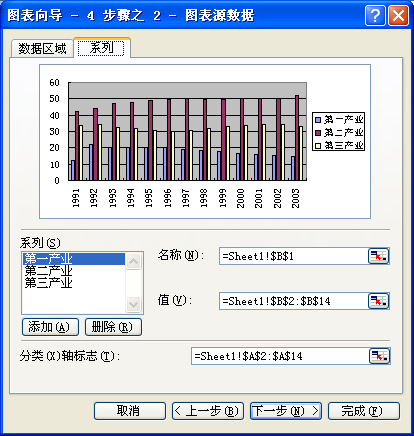 图表向导 - 4 步骤之 2 - 图表源数据
数据区域 系列
60
50
40
30
20
10
0
1991 1992 1993 1994 1995 1996 1997 1998 1999 2000 2001 2002 2003
第一产业
第二产业
第三产业
系列(S)
第一产业
第二产业
第三产业
添加(A) 删除(R)
名称(N): =Sheet1!$B$1
值(V): =Sheet1!$B$2:$B$14
分类(X)轴标志(T): =Sheet1!$A$2:$A$14
取消 < 上一步(B) 下一步(N) > 完成(F)